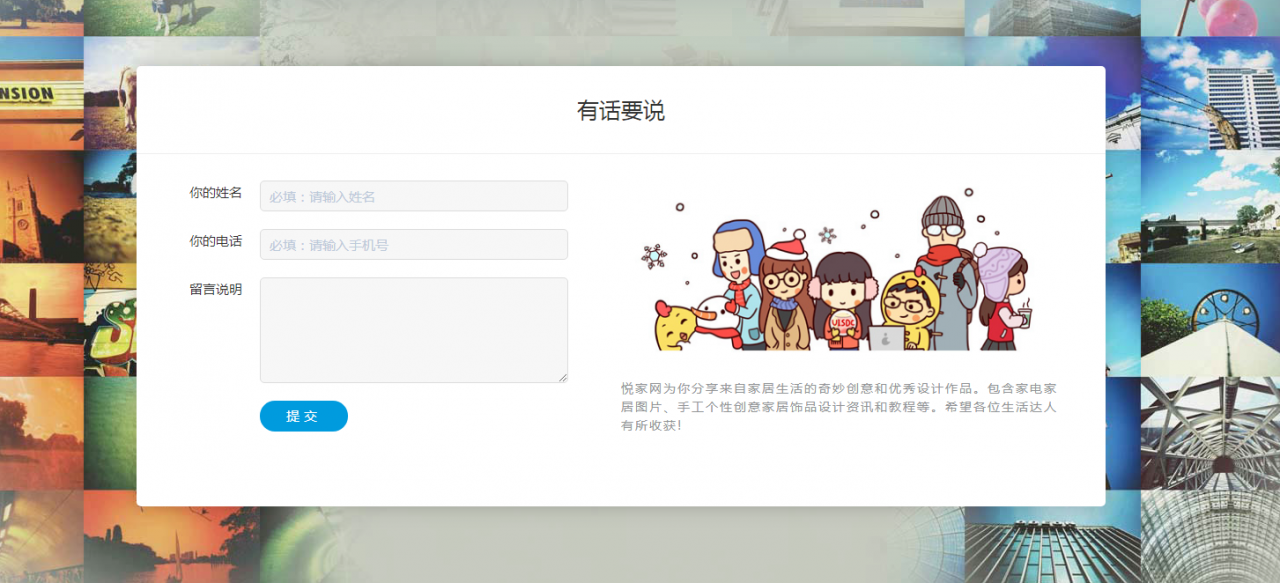 NSION
有话要说
你的姓名
必填：请输入姓名
你的电话
必填：请输入手机号
留言说明
提 交
UISDC
悦家网为你分享来自家居生活的奇妙创意和优秀设计作品。包含家电家
居图片、手工个性创意家居饰品设计资讯和教程等。希望各位生活达人
有所收获!